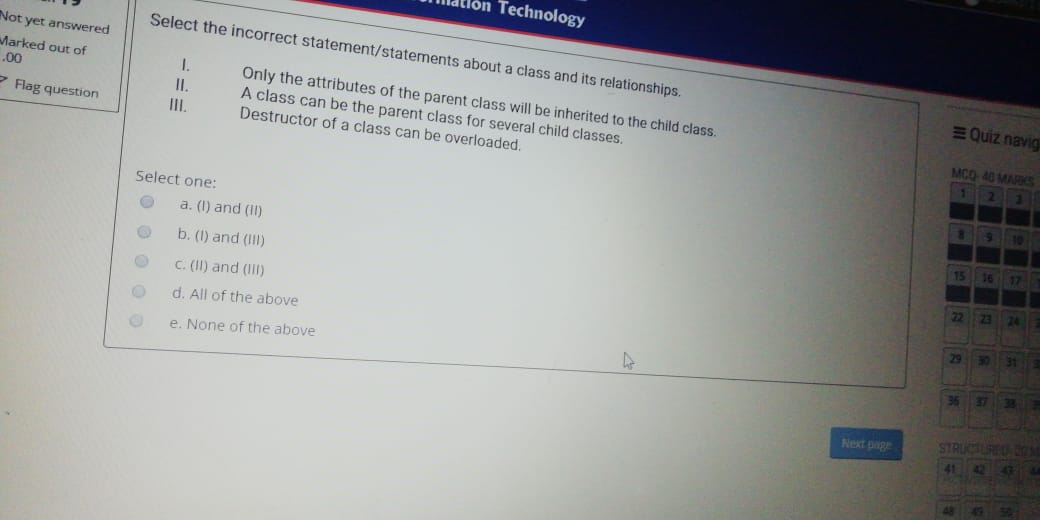 Technology
Not yet answered
Marked out of
.00
Flag question
Select the incorrect statement/statements about a class and its relationships.
I. Only the attributes of the parent class will be inherited to the child class.
II. A class can be the parent class for several child classes.
III. Destructor of a class can be overloaded.
Select one:
a. (I) and (II)
b. (I) and (III)
c. (II) and (III)
d. All of the above
e. None of the above
Next page
Quiz navig
MCQ- 40 MARKS
1 2 3
8 9 10
15 16 17
22 23 24
29 30 31
36 37 38
41 42 43
48 49 50